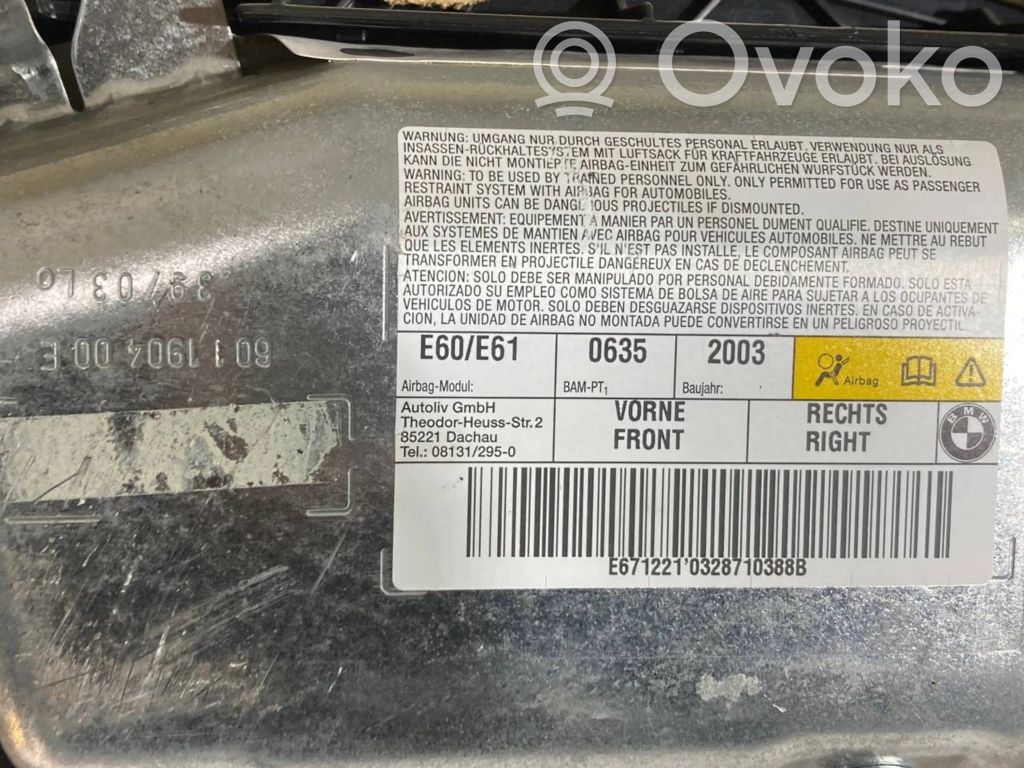 Ovoko
WARNUNG: UMGANG NUR DURCH GESCHULTES PERSONAL ERLAUBT. VERWENDUNG NUR ALS
INSASSEN-RÜCKHALTESYSTEM MIT LUFTSACK FÜR KRAFTFAHRZEUGE ERLAUBT. BEI AUSLÖSUNG
KANN DIE NICHT MONTIERTE AIRBAG-EINHEIT ZUM GEFÄHRLICHEN WURFSTÜCK WERDEN.
WARNING: TO BE USED BY TRAINED PERSONNEL ONLY. ONLY PERMITTED FOR USE AS PASSENGER
RESTRAINT SYSTEM WITH AIRBAG FOR AUTOMOBILES.
AIRBAG UNITS CAN BE DANGEROUS PROJECTILES IF DISMOUNTED.
AVERTISSEMENT: EQUIPEMENT A MANIER PAR UN PERSONEL DUMENT QUALIFIE. DESTINE UNIQUEMENT
AUX SYSTEMES DE MANTIEN AVEC AIRBAG POUR VEHICULES AUTOMOBILES. NE METTRE AU REBUT
QUE LES ELEMENTS INERTES. S'IL N'EST PAS INSTALLE, LE COMPOSANT AIRBAG PEUT SE
TRANSFORMER EN PROJECTILE DANGÉREUX EN CAS DE DECLENCHEMENT.
ATENCION: SOLO DEBE SER MANIPULADO POR PERSONAL DEBIDAMENTE FORMADO. SOLO ESTA
AUTORIZADO SU EMPLEO COMO SISTEMA DE BOLSA DE AIRE PARA SUJETAR A LOS OCUPANTES DE
VEHICULOS DE MOTOR. SOLO DEBEN DESGUAZARSE DISPOSITIVOS INERTES. EN CASO DE ACTIVA-
CION, LA UNIDAD DE AIRBAG NO MONTADA PUEDE CONVERTIRSE EN UN PELIGROSO PROYECTIL.
E60/E61 0635 2003
Airbag-Modul: BAM-PT1 Baujahr: Airbag
Autoliv GmbH
Theodor-Heuss-Str.2
85221 Dachau
Tel.: 08131/295-0
VORNE RECHTS
FRONT RIGHT
BMW
E671221'0328710388B
39/03 L6
601 1904 00 E